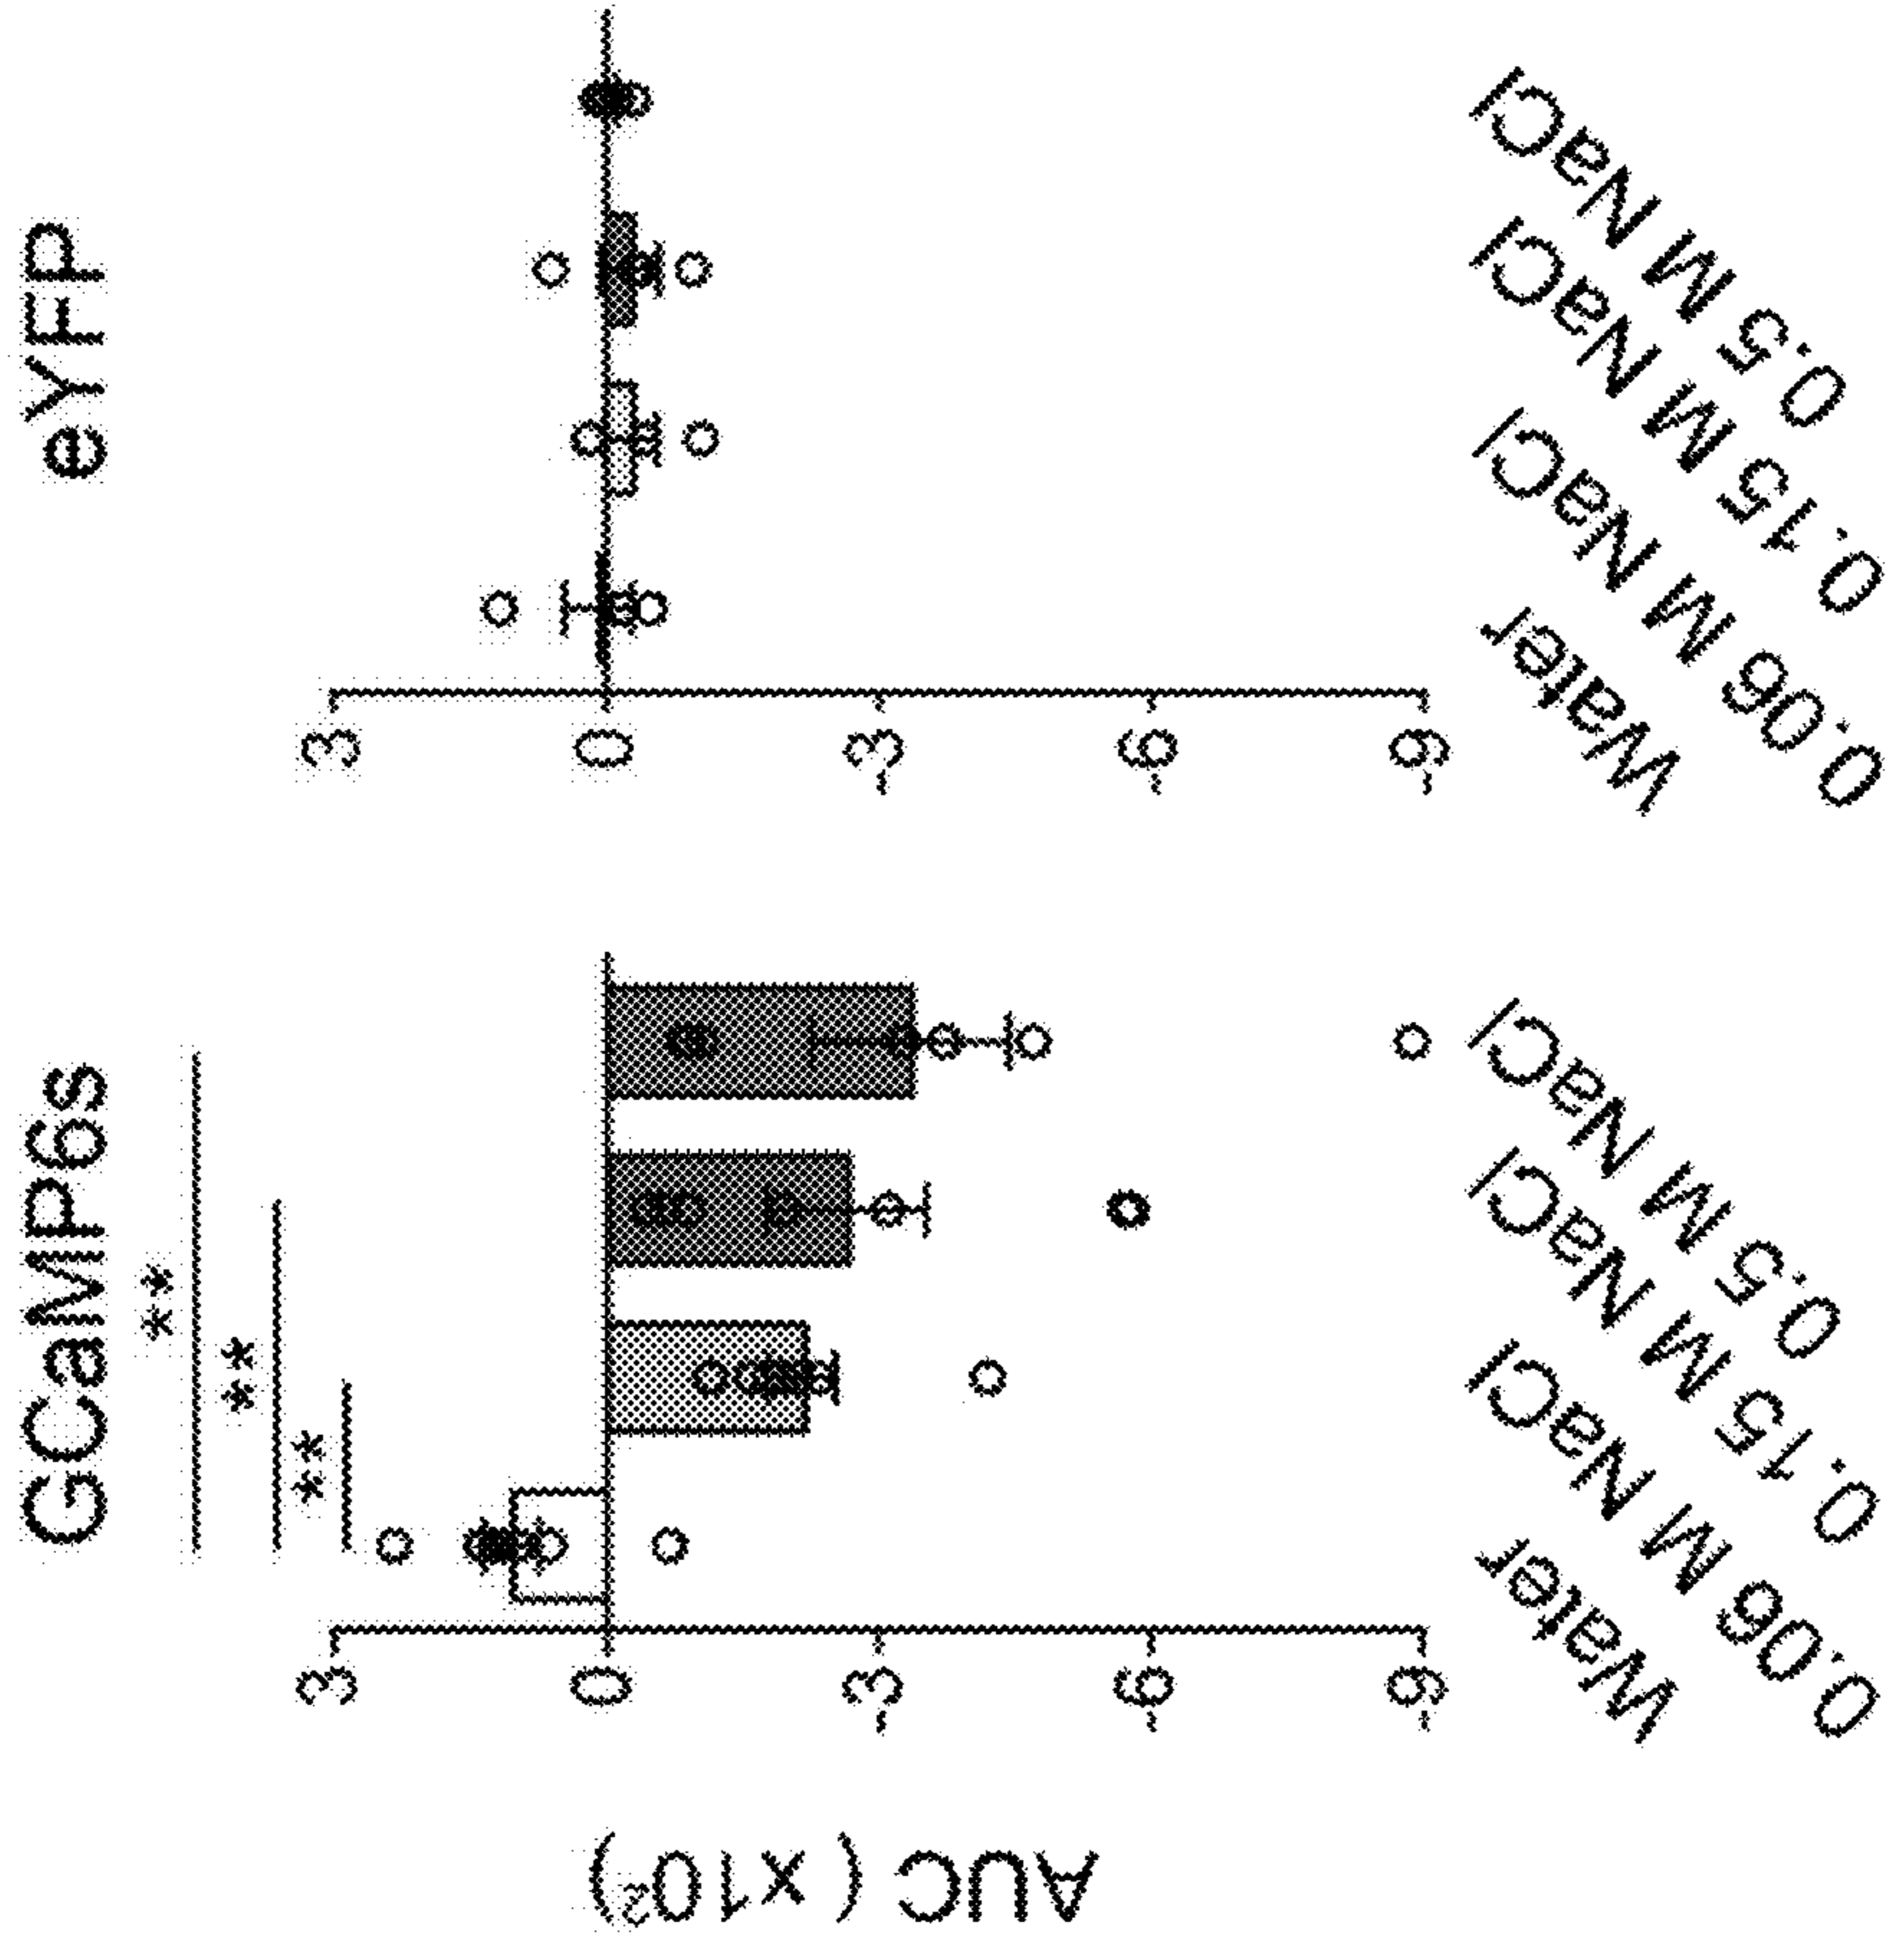 GCaMP6s
**
**
**
AUC (x10²)
3
0
-3
-6
-9
Water
0.06 M NaCl
0.15 M NaCl
0.5 M NaCl
eYFP
3
0
-3
-6
-9
Water
0.06 M NaCl
0.15 M NaCl
0.5 M NaCl